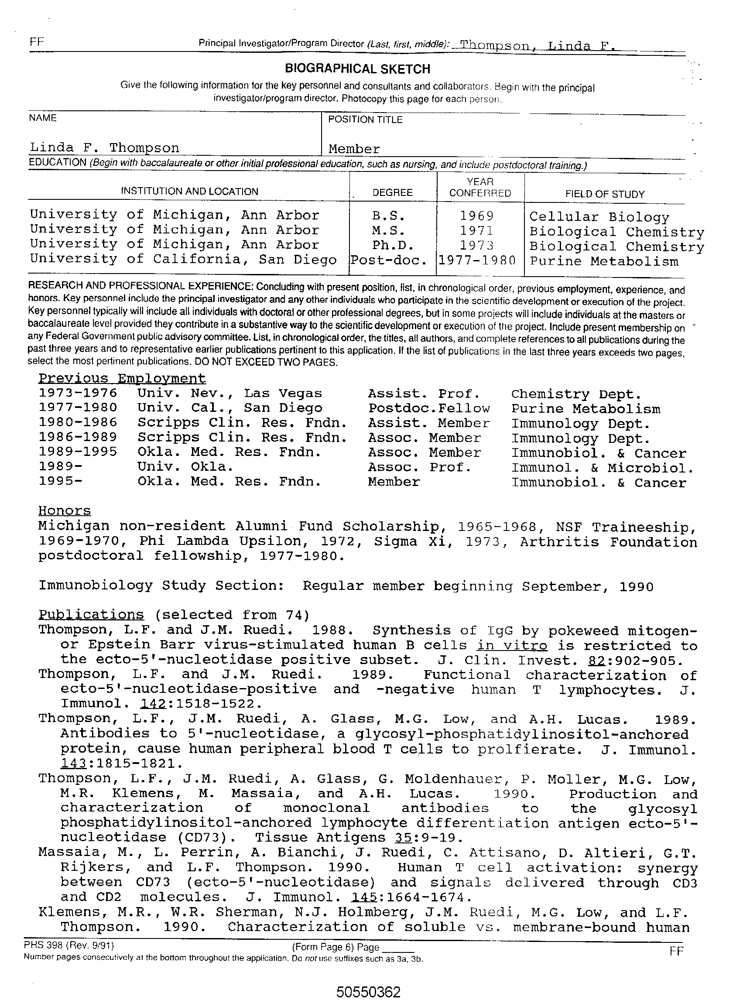 FF Principal Investigator/Program Director (Last, first, middle): Thompson, Linda F.
BIOGRAPHICAL SKETCH
Give the following information for the key personnel and consultants and collaborators. Begin with the principal
investigator/program director. Photocopy this page for each person.
NAME POSITION TITLE
Linda F. Thompson Member
EDUCATION (Begin with baccalaureate or other initial professional education, such as nursing, and include postdoctoral training.)
INSTITUTION AND LOCATION DEGREE YEAR CONFERRED FIELD OF STUDY
University of Michigan, Ann Arbor B.S. 1969 Cellular Biology
University of Michigan, Ann Arbor M.S. 1971 Biological Chemistry
University of Michigan, Ann Arbor Ph.D. 1973 Biological Chemistry
University of California, San Diego Post-doc. 1977-1980 Purine Metabolism
RESEARCH AND PROFESSIONAL EXPERIENCE: Concluding with present position, list, in chronological order, previous employment, experience, and
honors. Key personnel include the principal investigator and any other individuals who participate in the scientific development or execution of the project.
Key personnel typically will include all individuals with doctoral or other professional degrees, but in some projects will include individuals at the masters or
baccalaureate level provided they contribute in a substantive way to the scientific development or execution of the project. Include present membership on
any Federal Government public advisory committee. List, in chronological order, the titles, all authors, and complete references to all publications during the
past three years and to representative earlier publications pertinent to this application. If the list of publications in the last three years exceeds two pages,
select the most pertinent publications. DO NOT EXCEED TWO PAGES.
Previous Employment
1973-1976 Univ. Nev., Las Vegas Assist. Prof. Chemistry Dept.
1977-1980 Univ. Cal., San Diego Postdoc.Fellow Purine Metabolism
1980-1986 Scripps Clin. Res. Fndn. Assist. Member Immunology Dept.
1986-1989 Scripps Clin. Res. Fndn. Assoc. Member Immunology Dept.
1989-1995 Okla. Med. Res. Fndn. Assoc. Member Immunobiol. & Cancer
1989- Univ. Okla. Assoc. Prof. Immunol. & Microbiol.
1995- Okla. Med. Res. Fndn. Member Immunobiol. & Cancer
Honors
Michigan non-resident Alumni Fund Scholarship, 1965-1968, NSF Traineeship,
1969-1970, Phi Lambda Upsilon, 1972, Sigma Xi, 1973, Arthritis Foundation
postdoctoral fellowship, 1977-1980.
Immunobiology Study Section: Regular member beginning September, 1990
Publications (selected from 74)
Thompson, L.F. and J.M. Ruedi. 1988. Synthesis of IgG by pokeweed mitogen-
or Epstein Barr virus-stimulated human B cells in vitro is restricted to
the ecto-5'-nucleotidase positive subset. J. Clin. Invest. 82:902-905.
Thompson, L.F. and J.M. Ruedi. 1989. Functional characterization of
ecto-5'-nucleotidase-positive and -negative human T lymphocytes. J.
Immunol. 142:1518-1522.
Thompson, L.F., J.M. Ruedi, A. Glass, M.G. Low, and A.H. Lucas. 1989.
Antibodies to 5'-nucleotidase, a glycosyl-phosphatidylinositol-anchored
protein, cause human peripheral blood T cells to prolfierate. J. Immunol.
143:1815-1821.
Thompson, L.F., J.M. Ruedi, A. Glass, G. Moldenhauer, P. Moller, M.G. Low,
M.R. Klemens, M. Massaia, and A.H. Lucas. 1990. Production and
characterization of monoclonal antibodies to the glycosyl
phosphatidylinositol-anchored lymphocyte differentiation antigen ecto-5'-
nucleotidase (CD73). Tissue Antigens 35:9-19.
Massaia, M., L. Perrin, A. Bianchi, J. Ruedi, C. Attisano, D. Altieri, G.T.
Rijkers, and L.F. Thompson. 1990. Human T cell activation: synergy
between CD73 (ecto-5'-nucleotidase) and signals delivered through CD3
and CD2 molecules. J. Immunol. 145:1664-1674.
Klemens, M.R., W.R. Sherman, N.J. Holmberg, J.M. Ruedi, M.G. Low, and L.F.
Thompson. 1990. Characterization of soluble vs. membrane-bound human
PHS 398 (Rev. 9/91) (Form Page 6) Page FF
Number pages consecutively at the bottom throughout the application. Do not use suffixes such as 3a, 3b.
50550362